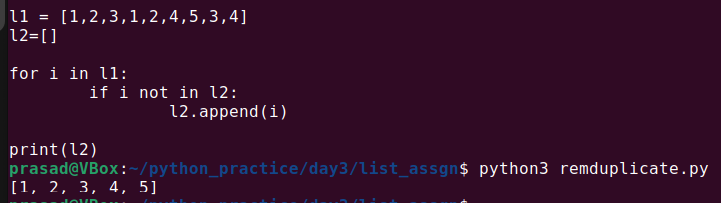 l1 = [1,2,3,1,2,4,5,3,4]
l2=[]
for i in l1:
        if i not in l2:
                l2.append(i)
print(l2)
prasad@VBox:~/python_practice/day3/list_assgn$ python3 remduplicate.py
[1, 2, 3, 4, 5]